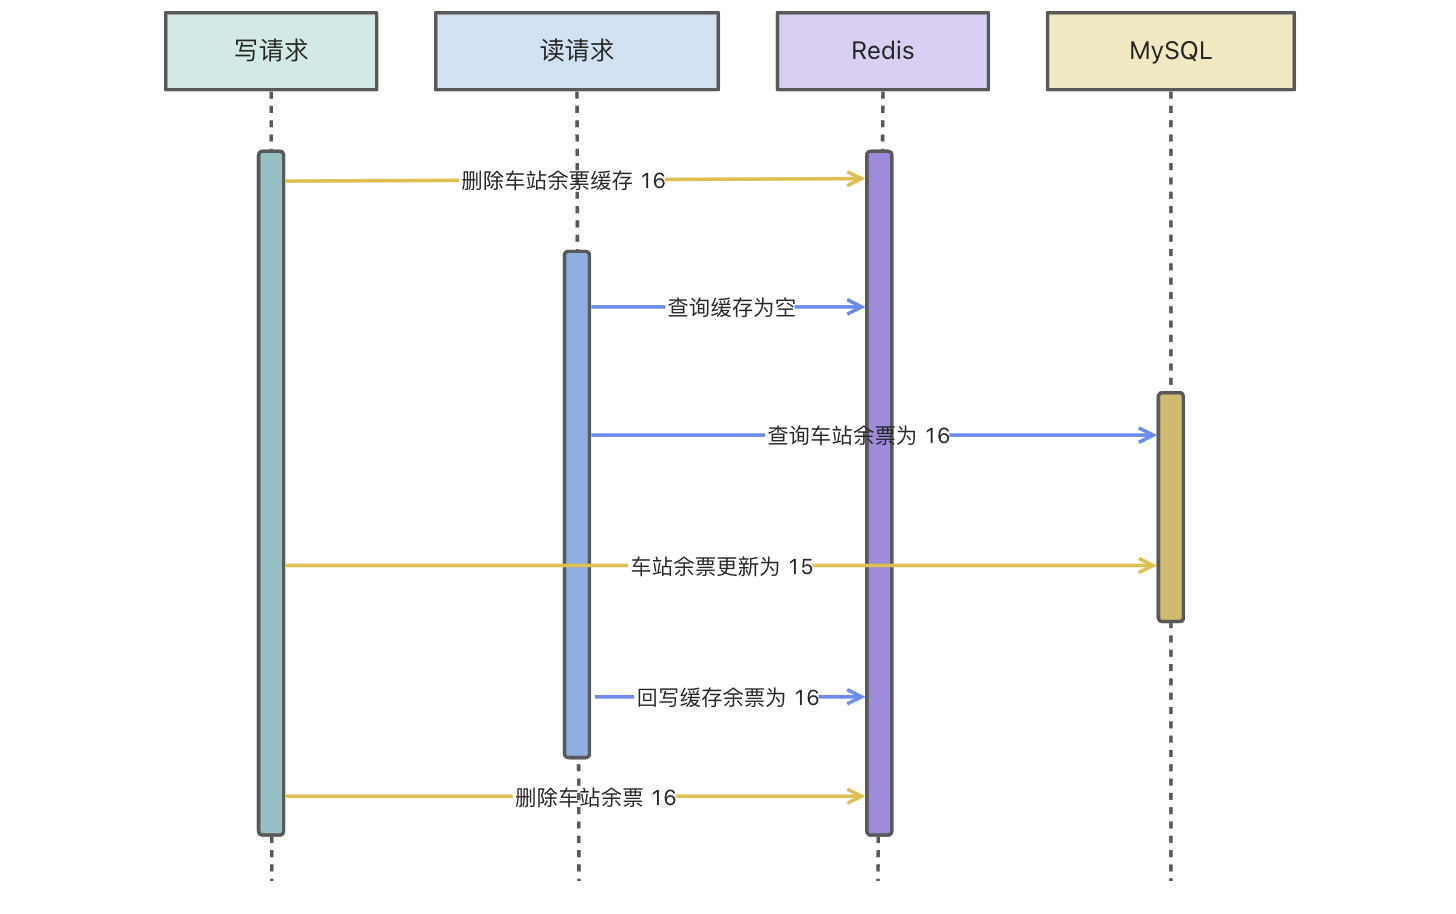 写请求
读请求
Redis
MySQL
删除车站余票缓存 16
查询缓存为空
查询车站余票为 16
车站余票更新为 15
回写缓存余票为 16
删除车站余票 16